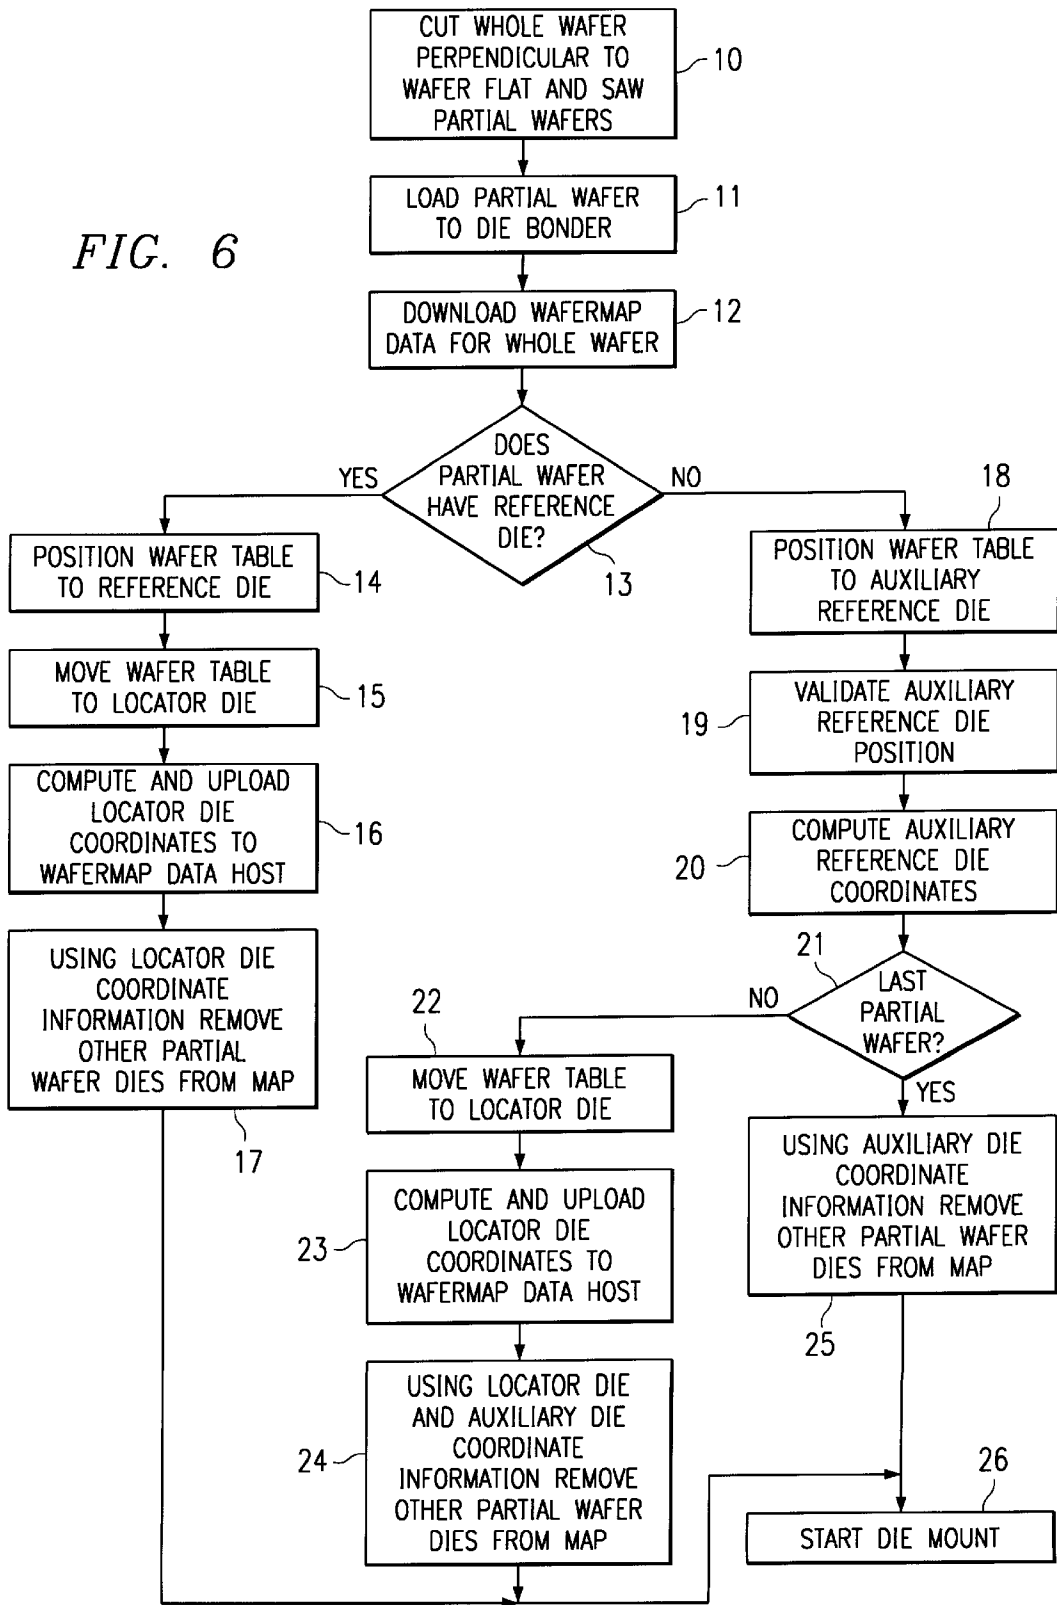 CUT WHOLE WAFER
PERPENDICULAR TO
WAFER FLAT AND SAW
PARTIAL WAFERS
10
LOAD PARTIAL WAFER
TO DIE BONDER
11
FIG. 6
DOWNLOAD WAFERMAP
DATA FOR WHOLE WAFER
12
DOES
PARTIAL WAFER
HAVE REFERENCE
DIE?
13
YES
NO
POSITION WAFER TABLE
TO REFERENCE DIE
14
MOVE WAFER TABLE
TO LOCATOR DIE
15
COMPUTE AND UPLOAD
LOCATOR DIE
COORDINATES TO
WAFERMAP DATA HOST
16
USING LOCATOR DIE
COORDINATE
INFORMATION REMOVE
OTHER PARTIAL
WAFER DIES FROM MAP
17
18
POSITION WAFER TABLE
TO AUXILIARY
REFERENCE DIE
19
VALIDATE AUXILIARY
REFERENCE DIE
POSITION
20
COMPUTE AUXILIARY
REFERENCE DIE
COORDINATES
21
LAST
PARTIAL
WAFER?
NO
YES
22
MOVE WAFER TABLE
TO LOCATOR DIE
23
COMPUTE AND UPLOAD
LOCATOR DIE
COORDINATES TO
WAFERMAP DATA HOST
24
USING LOCATOR DIE
AND AUXILIARY DIE
COORDINATE
INFORMATION REMOVE
OTHER PARTIAL WAFER
DIES FROM MAP
USING AUXILIARY DIE
COORDINATE
INFORMATION REMOVE
OTHER PARTIAL WAFER
DIES FROM MAP
25
26
START DIE MOUNT